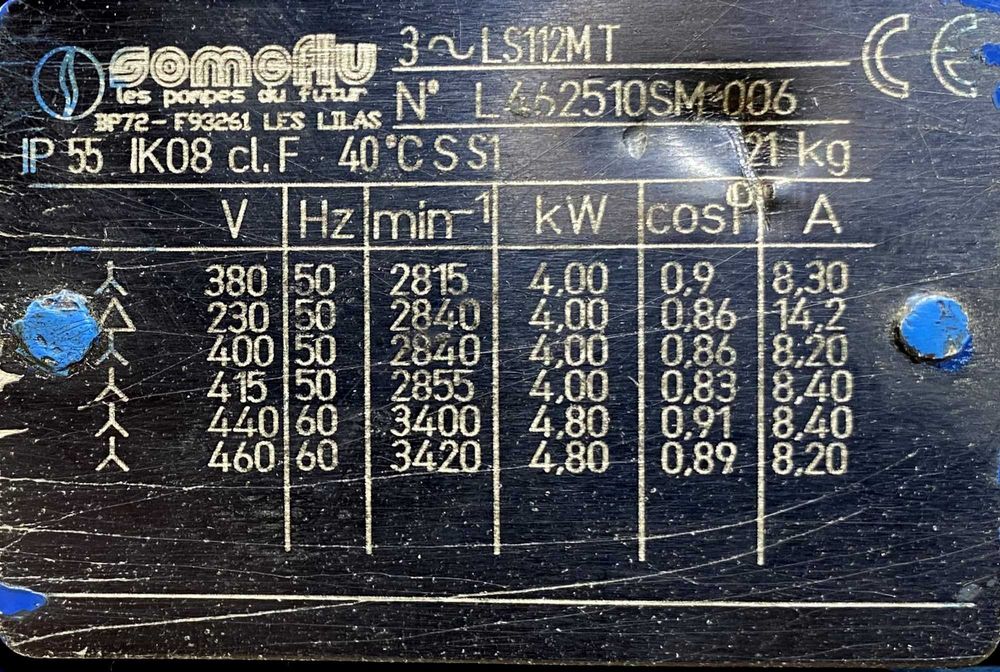 somoflu
les pompes du futur
BP72-F93261 LES LILAS
3~LS112MT
N° L462510SM-006
IP 55 IK08 cl.F 40°C S S1 21 kg
V Hz min⁻¹ kW cosφ A
380 50 2815 4,00 0,9 8,30
230 50 2840 4,00 0,86 14,2
400 50 2840 4,00 0,86 8,20
415 50 2855 4,00 0,83 8,40
440 60 3400 4,80 0,91 8,40
460 60 3420 4,80 0,89 8,20
CE